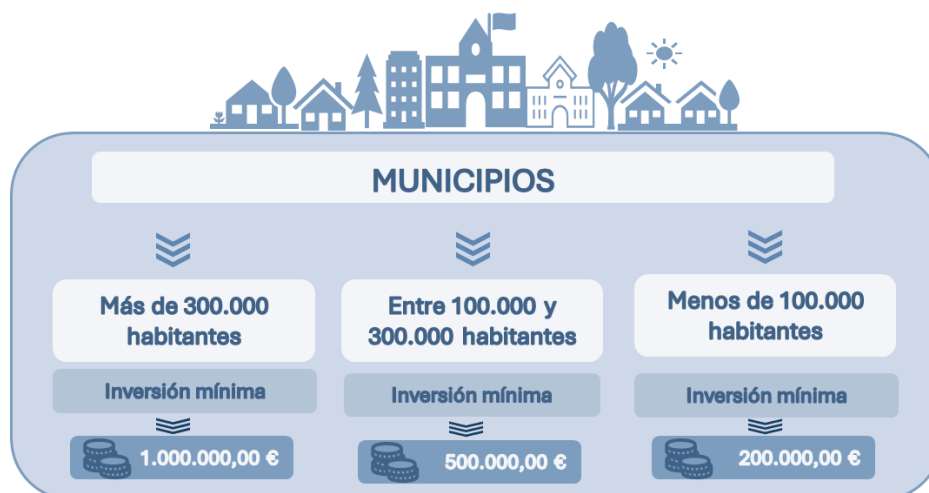 MUNICIPIOS
Más de 300.000
habitantes
Inversión mínima
1.000.000,00 €
Entre 100.000 y
300.000 habitantes
Inversión mínima
500.000,00 €
Menos de 100.000
habitantes
Inversión mínima
200.000,00 €